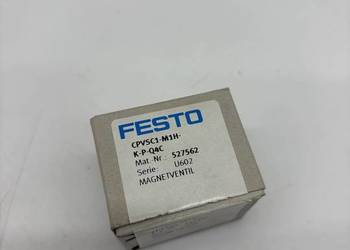 FESTO
CPVSC1-M1H-
K-P-Q4C
Mat.-Nr.: 527562
Serie: U602
MAGNETVENTIL